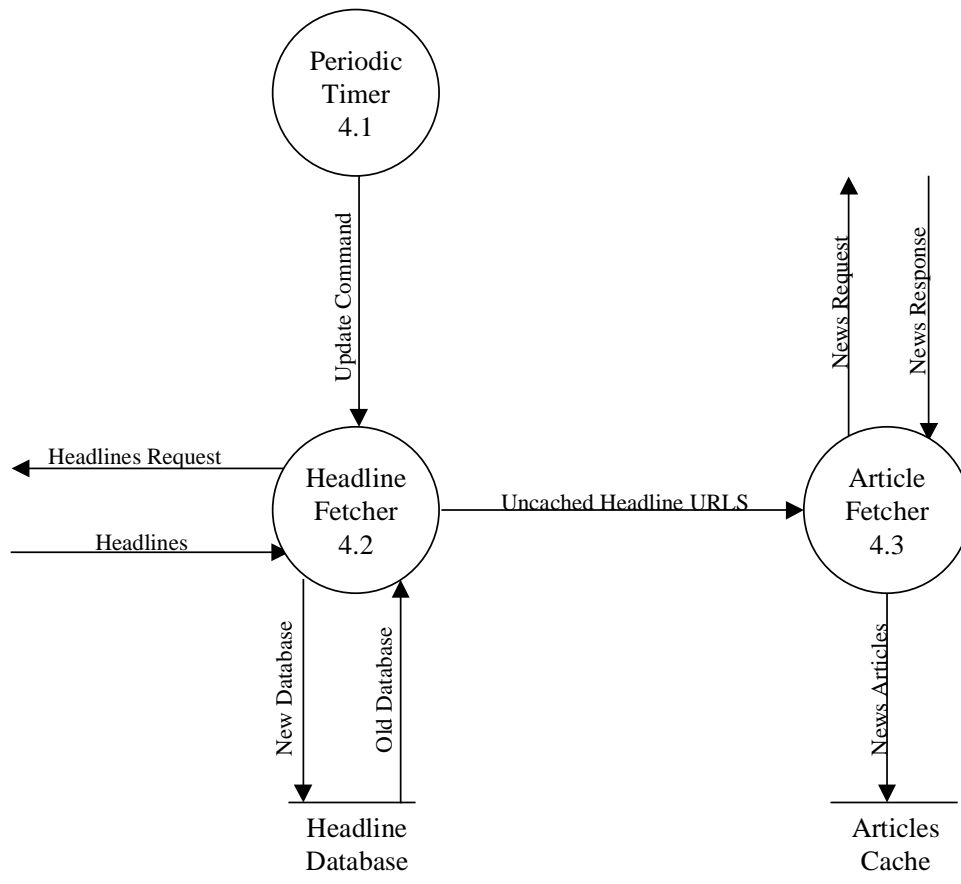 Periodic
Timer
4.1
Update Command
News Request
News Response
Headlines Request
Headlines
Headline
Fetcher
4.2
Uncached Headline URLS
Article
Fetcher
4.3
New Database
Old Database
News Articles
Headline
Database
Articles
Cache